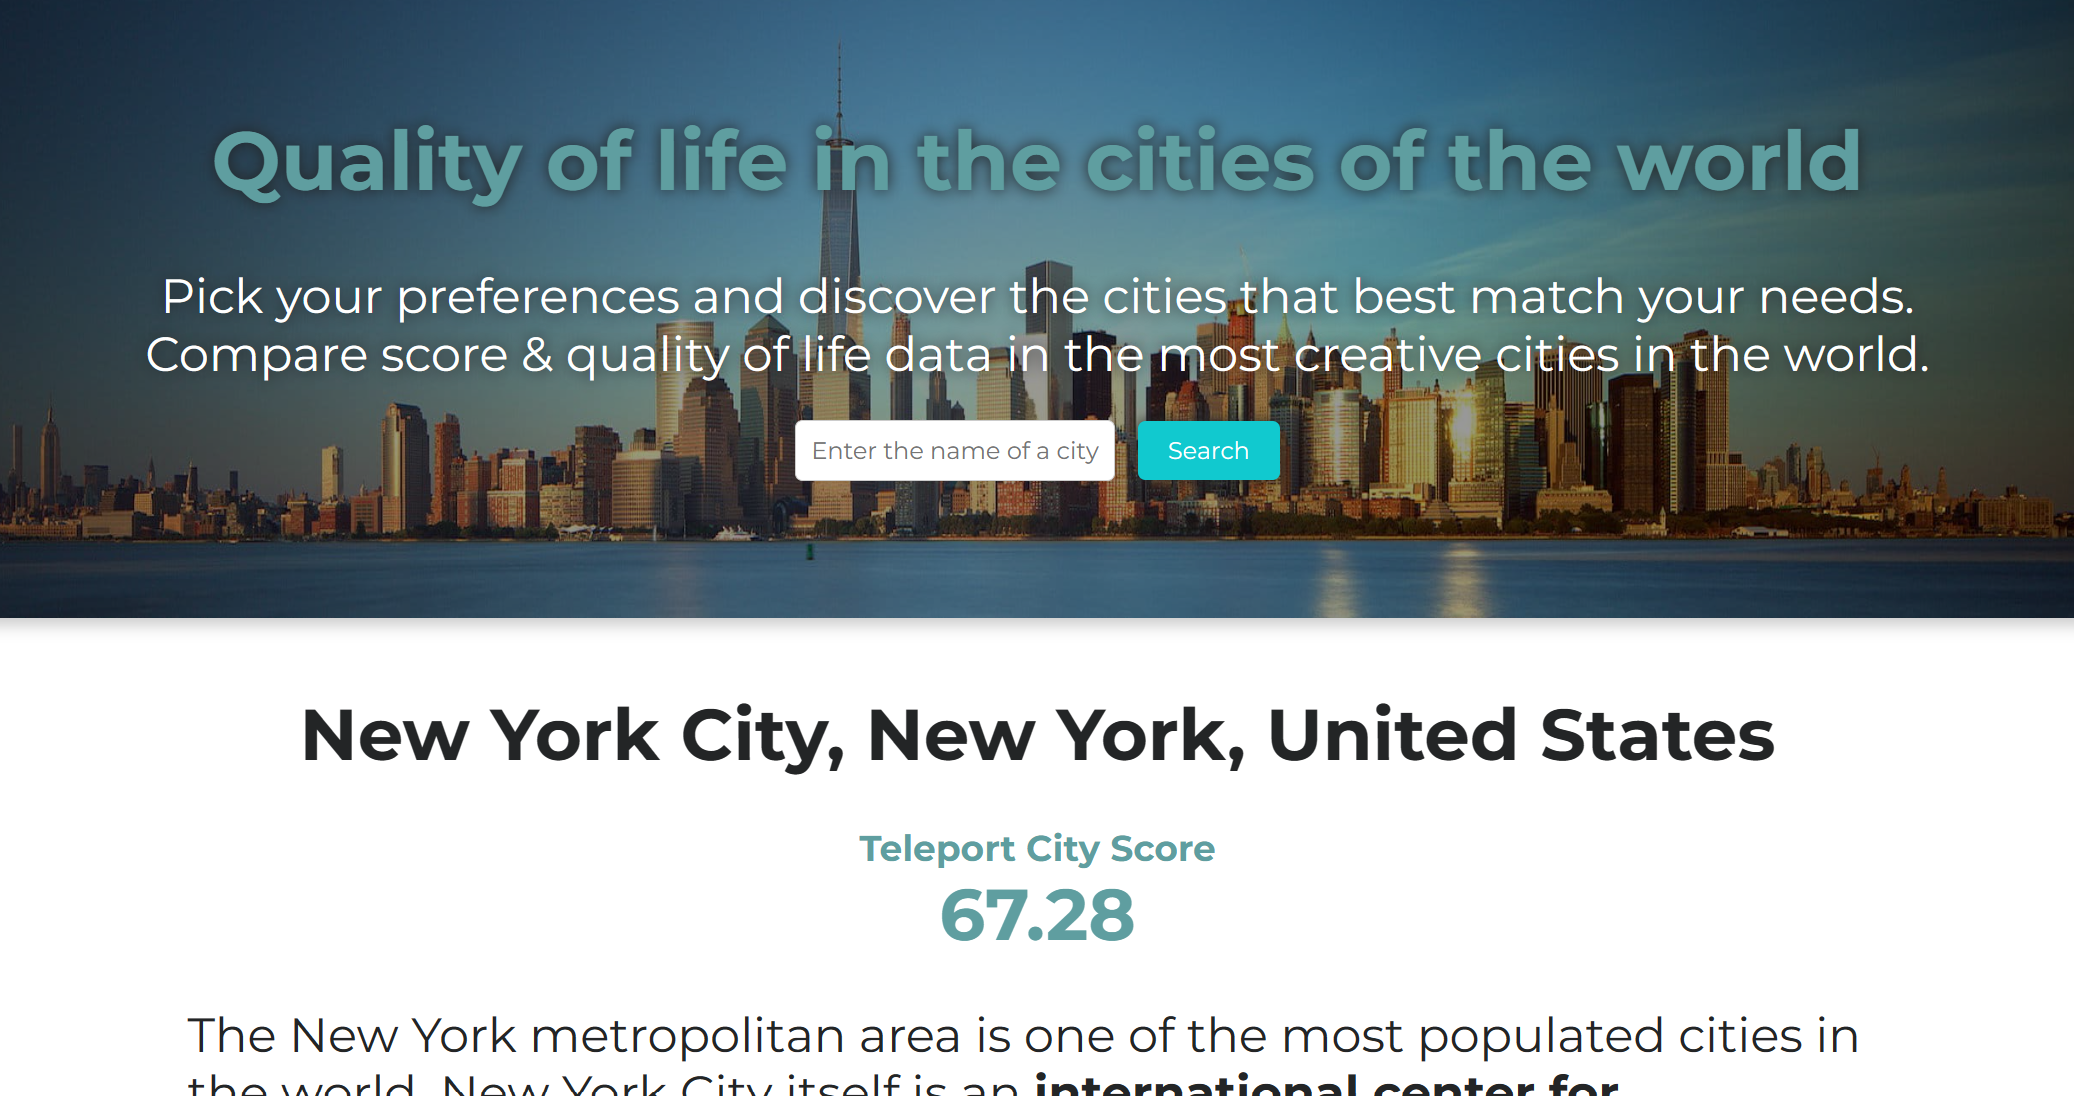 Quality of life in the cities of the world
Pick your preferences and discover the cities that best match your needs.
Compare score & quality of life data in the most creative cities in the world.
Enter the name of a city
Search
New York City, New York, United States
Teleport City Score
67.28
The New York metropolitan area is one of the most populated cities in
the world. New York City itself is an international center for